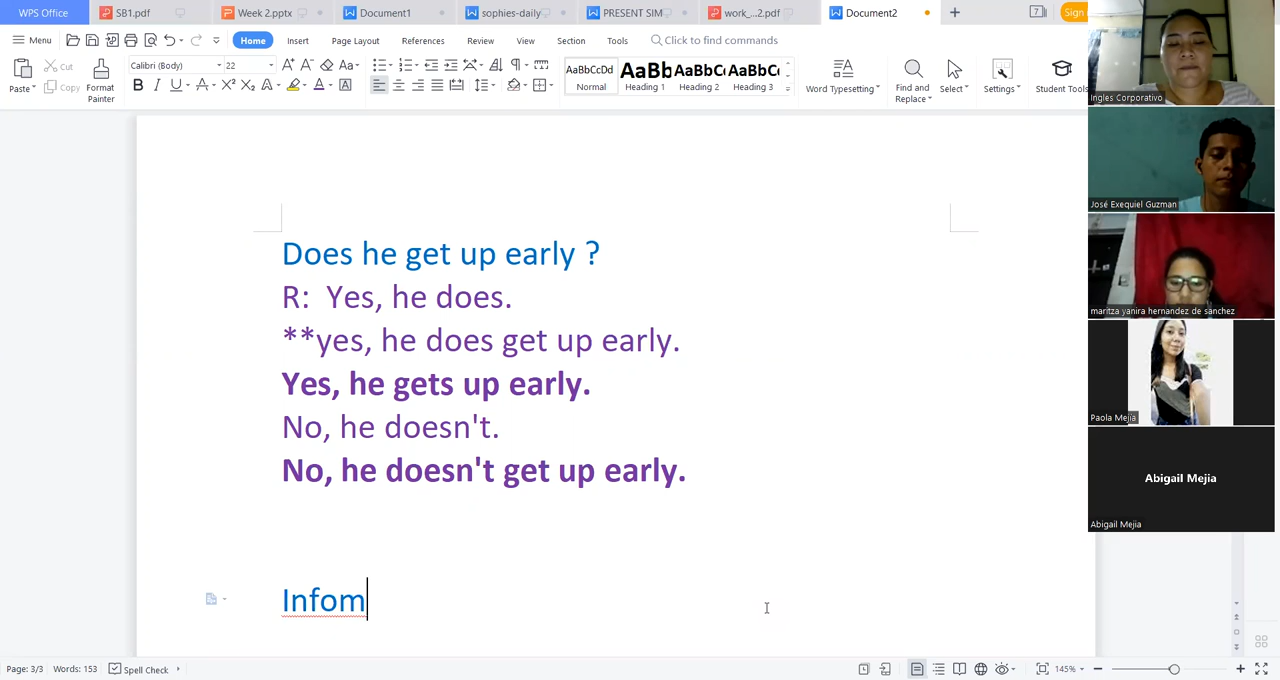 WPS Office SB1.pdf Week 2.pptx Document1 sophies-daily PRESENT SIM work_...2.pdf Document2 + 7 Sign
Menu Home Insert Page Layout References Review View Section Tools Click to find commands
Paste Cut Copy Format Painter Calibri (Body) 22 AaBbCcDd Normal AaBb Heading 1 AaBbC Heading 2 AaBbC Heading 3 Word Typesetting Find and Replace Select Settings Student Tools
Does he get up early ?
R: Yes, he does.
**yes, he does get up early.
Yes, he gets up early.
No, he doesn't.
No, he doesn't get up early.
Infom
Ingles Corporativo
José Exequiel Guzman
maritza yanira hernandez de sanchez
Paola Mejia
Abigail Mejia
Abigail Mejia
Page: 3/3 Words: 153 Spell Check 145%